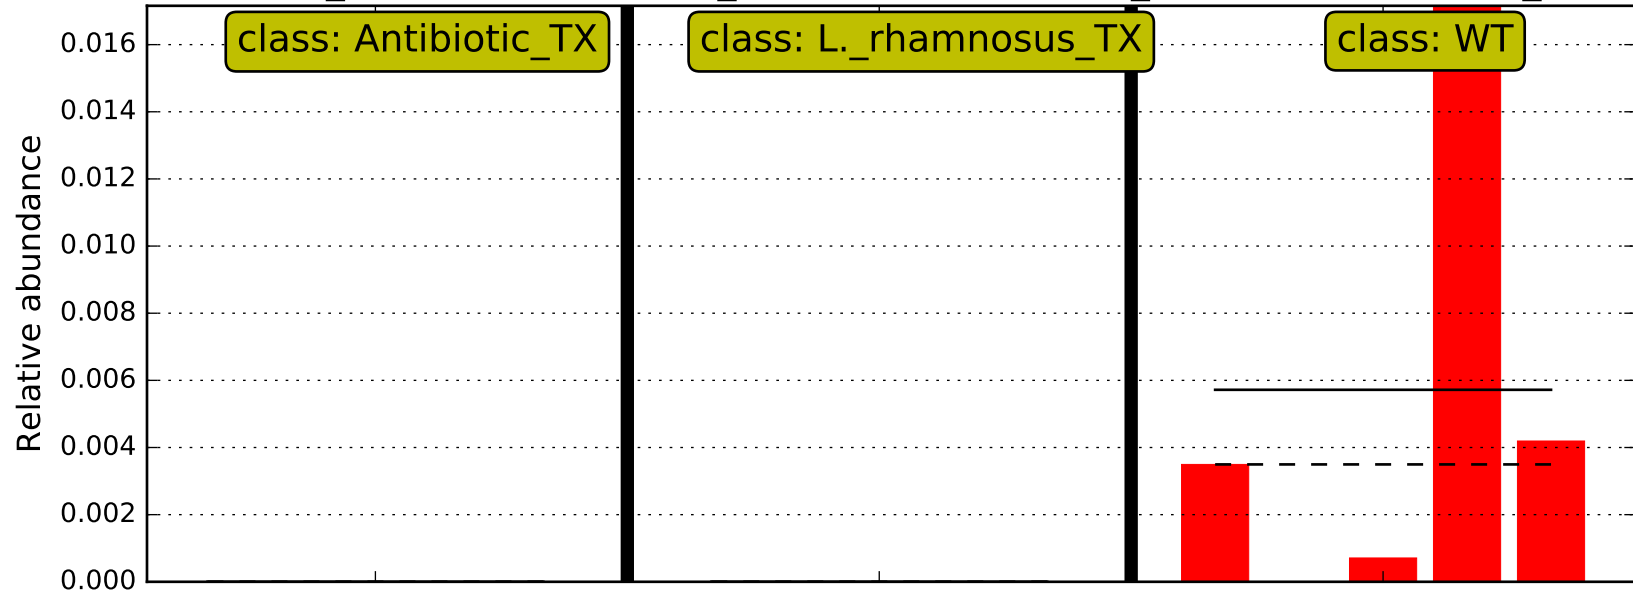 class: Antibiotic_TX
class: L._rhamnosus_TX
class: WT
0.016
0.014
0.012
0.010
0.008
0.006
0.004
0.002
0.000
Relative abundance